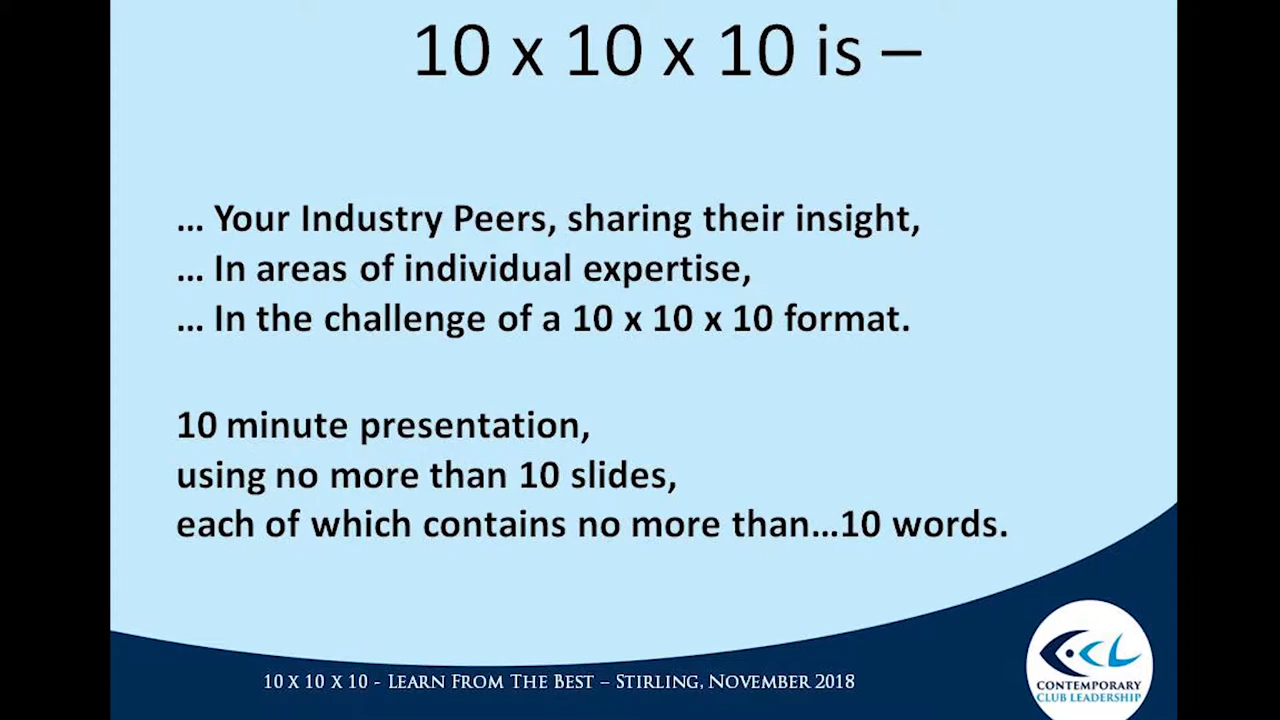 10 x 10 x 10 is –
... Your Industry Peers, sharing their insight,
... In areas of individual expertise,
... In the challenge of a 10 x 10 x 10 format.
10 minute presentation,
using no more than 10 slides,
each of which contains no more than...10 words.
10 X 10 X 10 - LEARN FROM THE BEST – STIRLING, NOVEMBER 2018
CL
CONTEMPORARY
CLUB LEADERSHIP